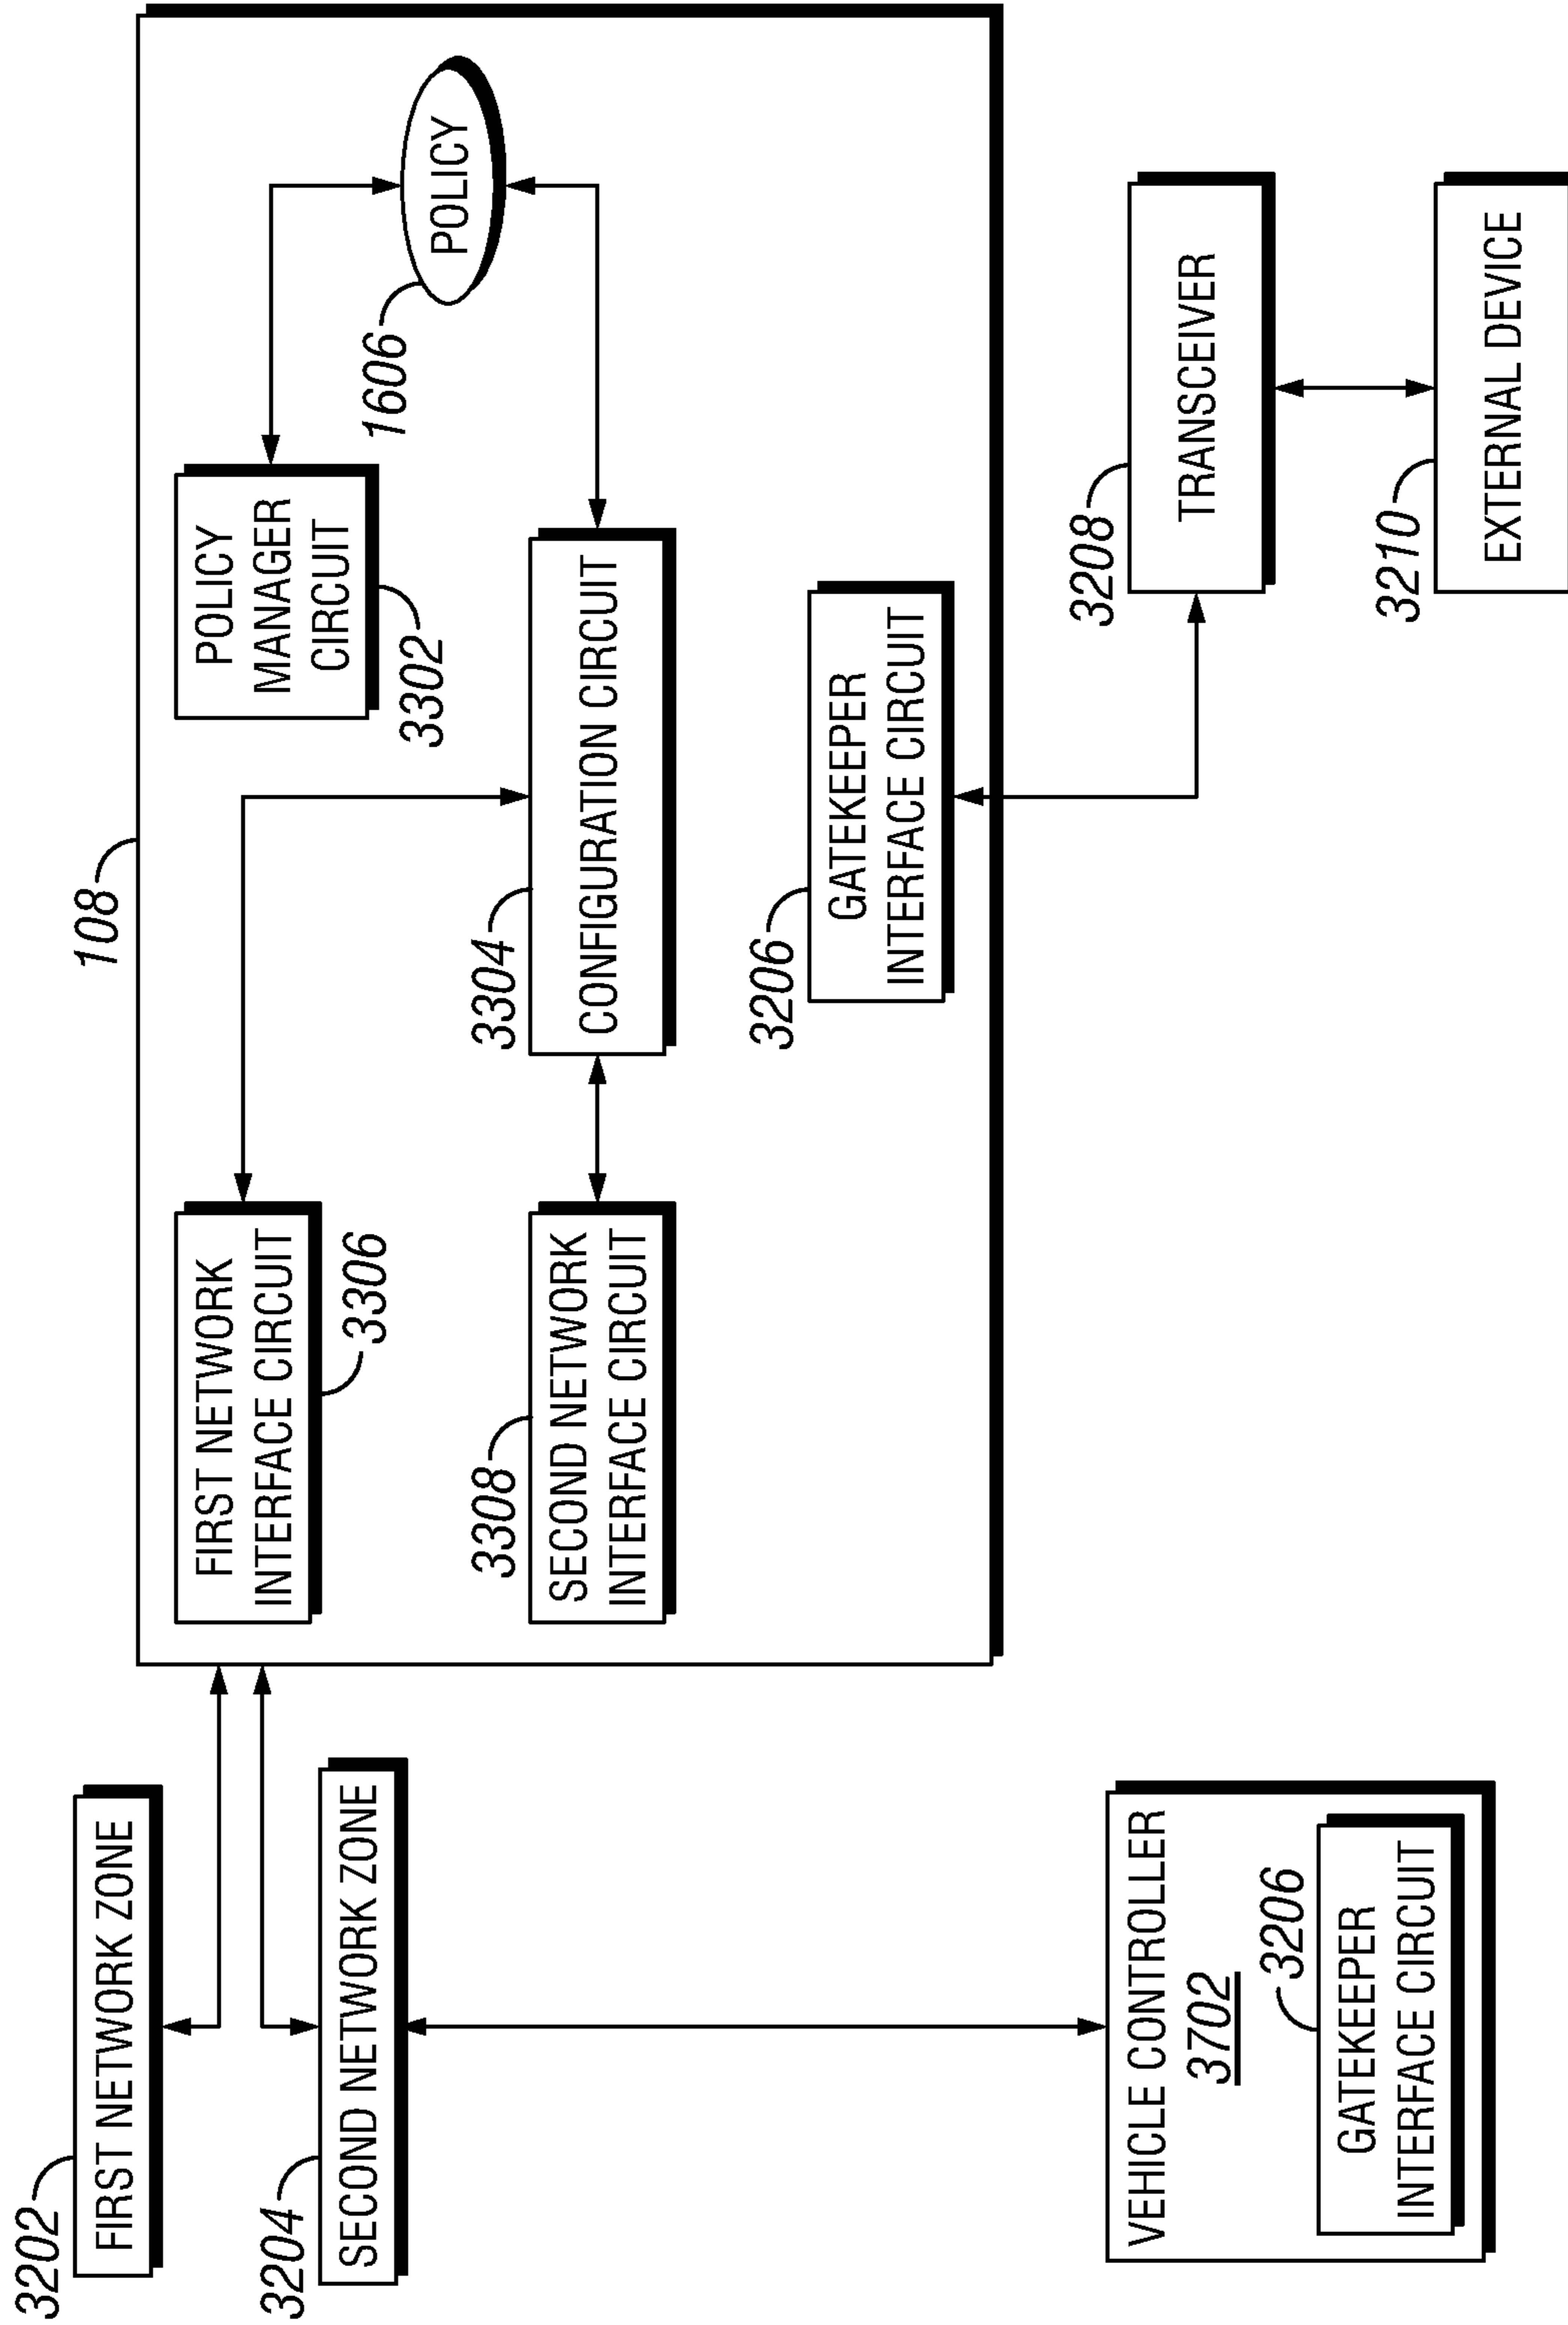 108
3202
FIRST NETWORK ZONE
3204
SECOND NETWORK ZONE
FIRST NETWORK
INTERFACE CIRCUIT
3306
POLICY
MANAGER
CIRCUIT
3302
1606
POLICY
3308
SECOND NETWORK
INTERFACE CIRCUIT
3304
CONFIGURATION CIRCUIT
3206
GATEKEEPER
INTERFACE CIRCUIT
VEHICLE CONTROLLER
3702
3206
GATEKEEPER
INTERFACE CIRCUIT
3208
TRANSCEIVER
3210
EXTERNAL DEVICE